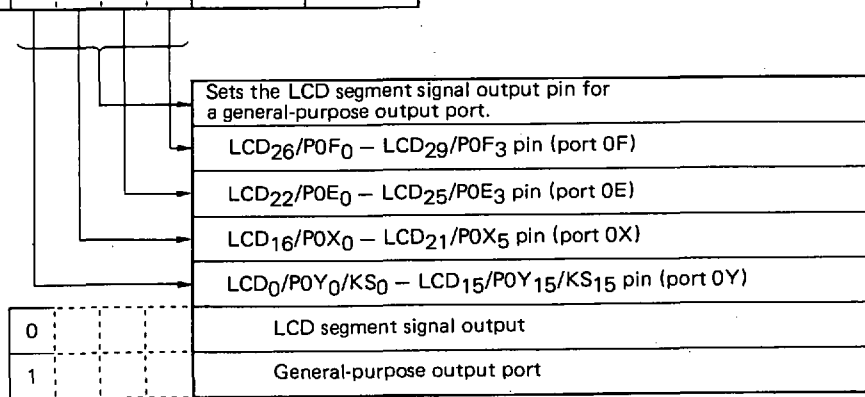 Sets the LCD segment signal output pin for
a general-purpose output port.
LCD26/P0F0 – LCD29/P0F3 pin (port 0F)
LCD22/P0E0 – LCD25/P0E3 pin (port 0E)
LCD16/P0X0 – LCD21/P0X5 pin (port 0X)
LCD0/P0Y0/KS0 – LCD15/P0Y15/KS15 pin (port 0Y)
0 LCD segment signal output
1 General-purpose output port